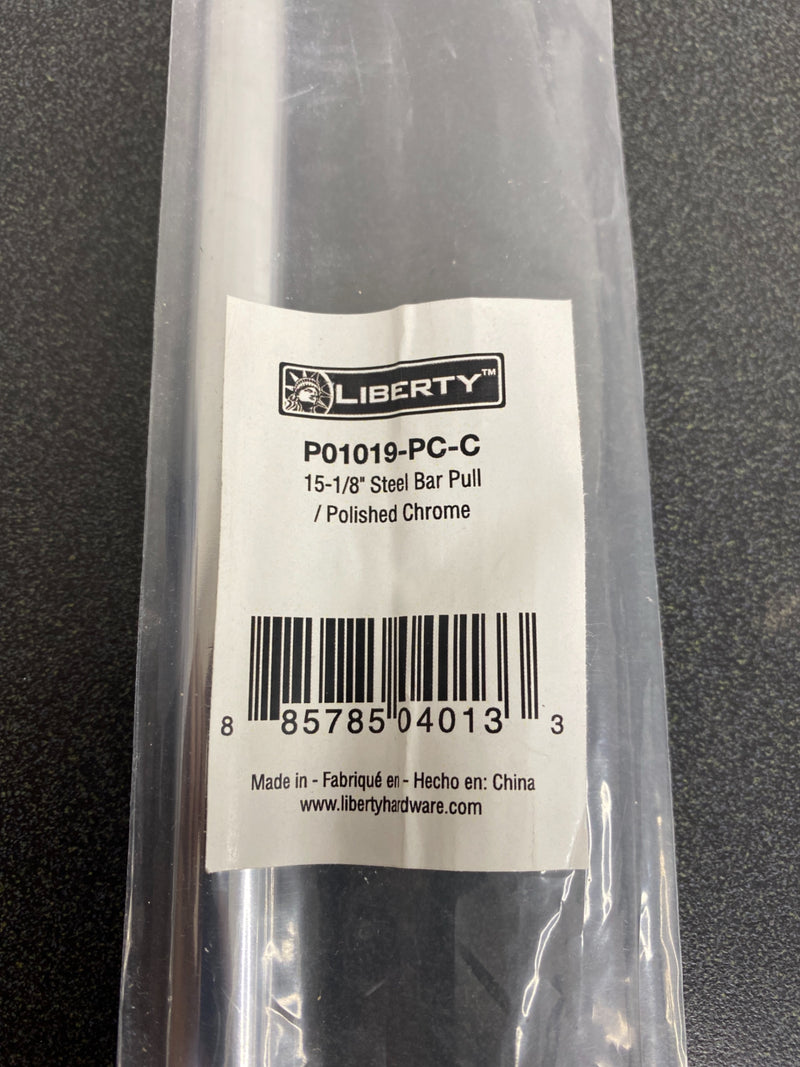 LIBERTY™
P01019-PC-C
15-1/8" Steel Bar Pull
/ Polished Chrome
8 85785 04013 3
Made in - Fabriqué en - Hecho en: China
www.libertyhardware.com